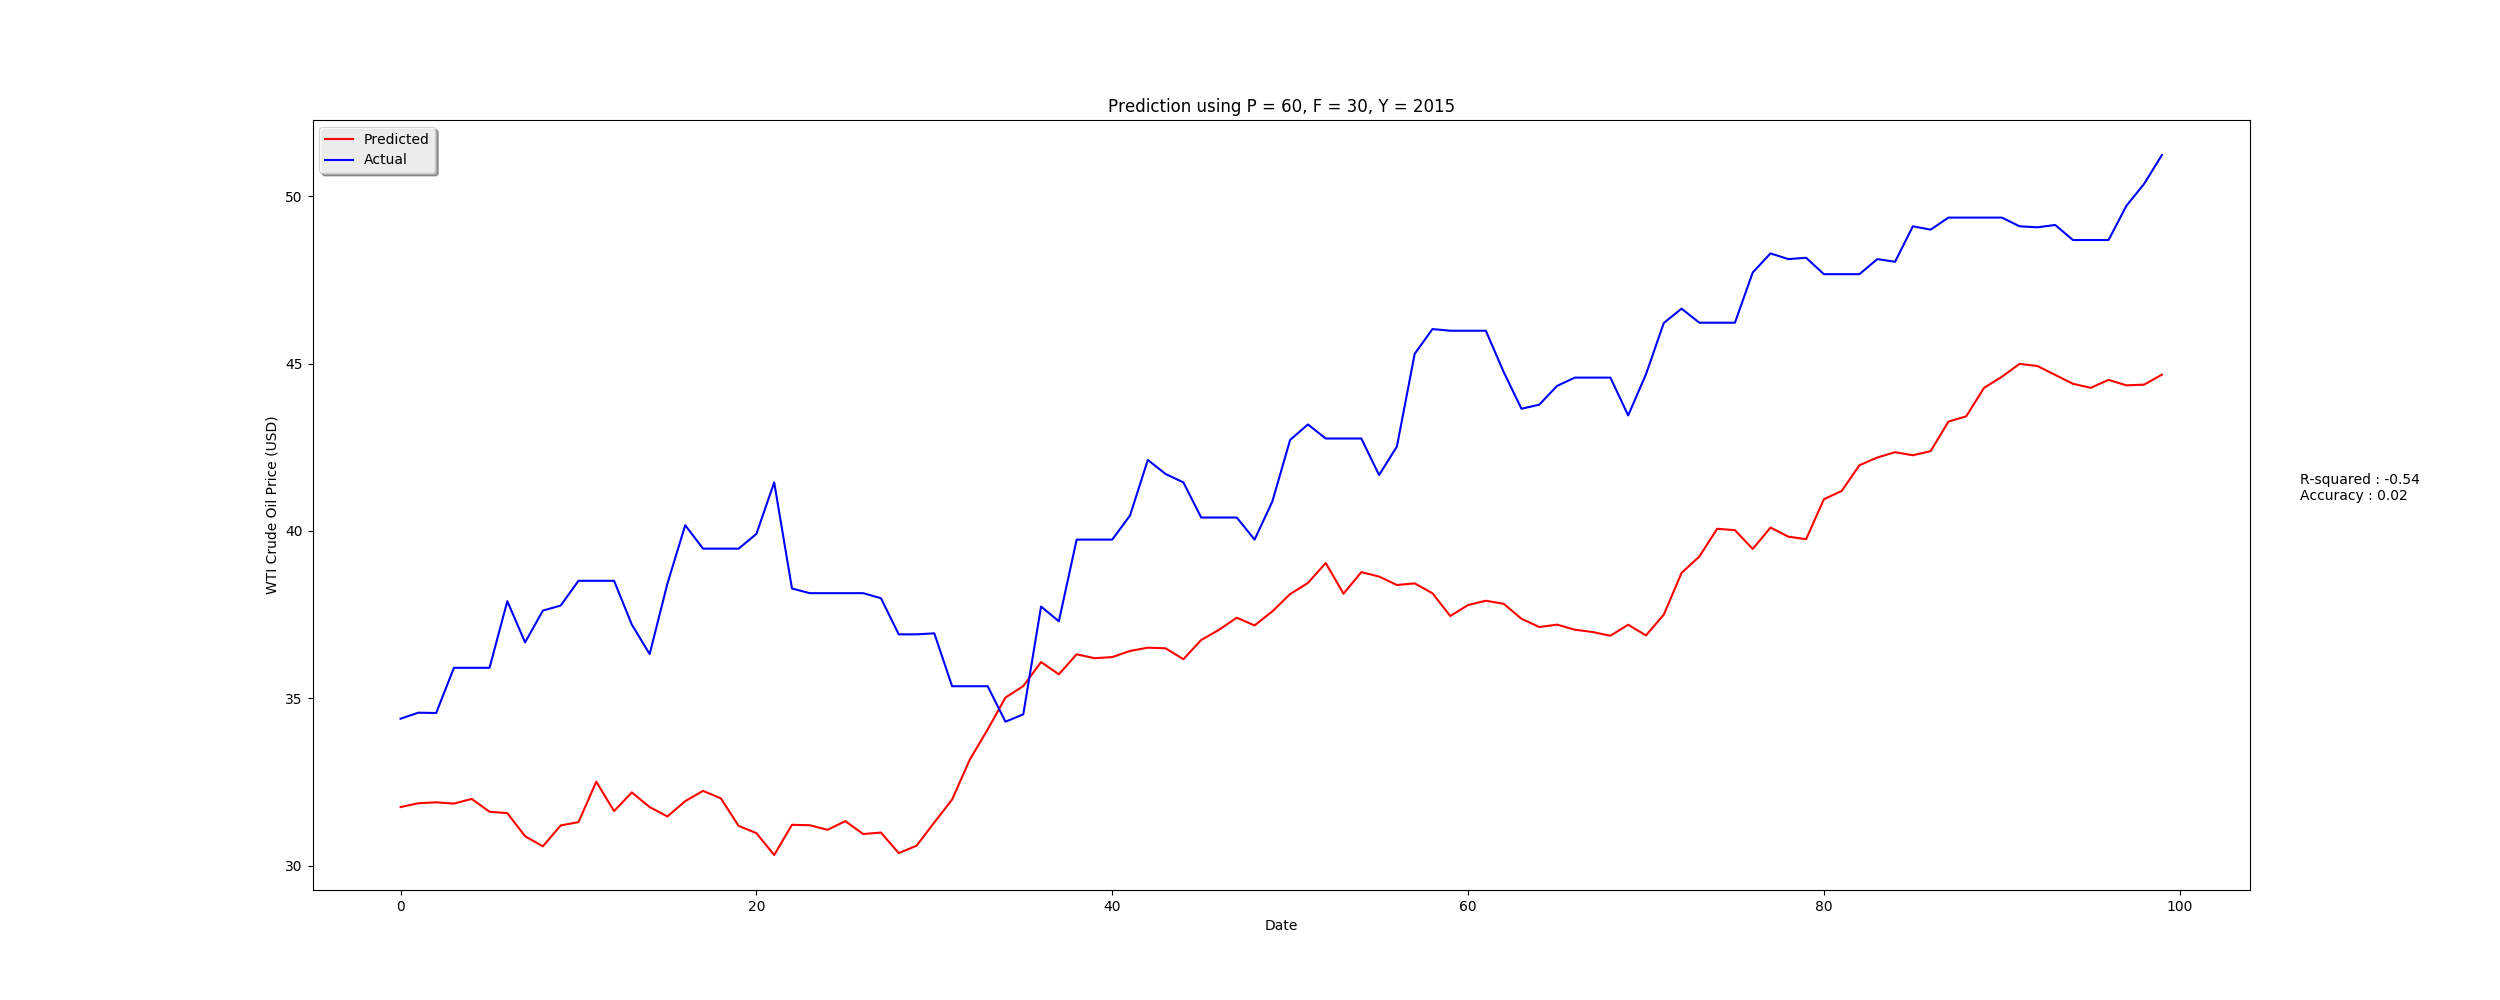 Prediction using P = 60, F = 30, Y = 2015
Predicted
Actual
50
45
40
35
30
WTI Crude Oil Price (USD)
0
20
40
60
80
100
Date
R-squared : -0.54
Accuracy : 0.02